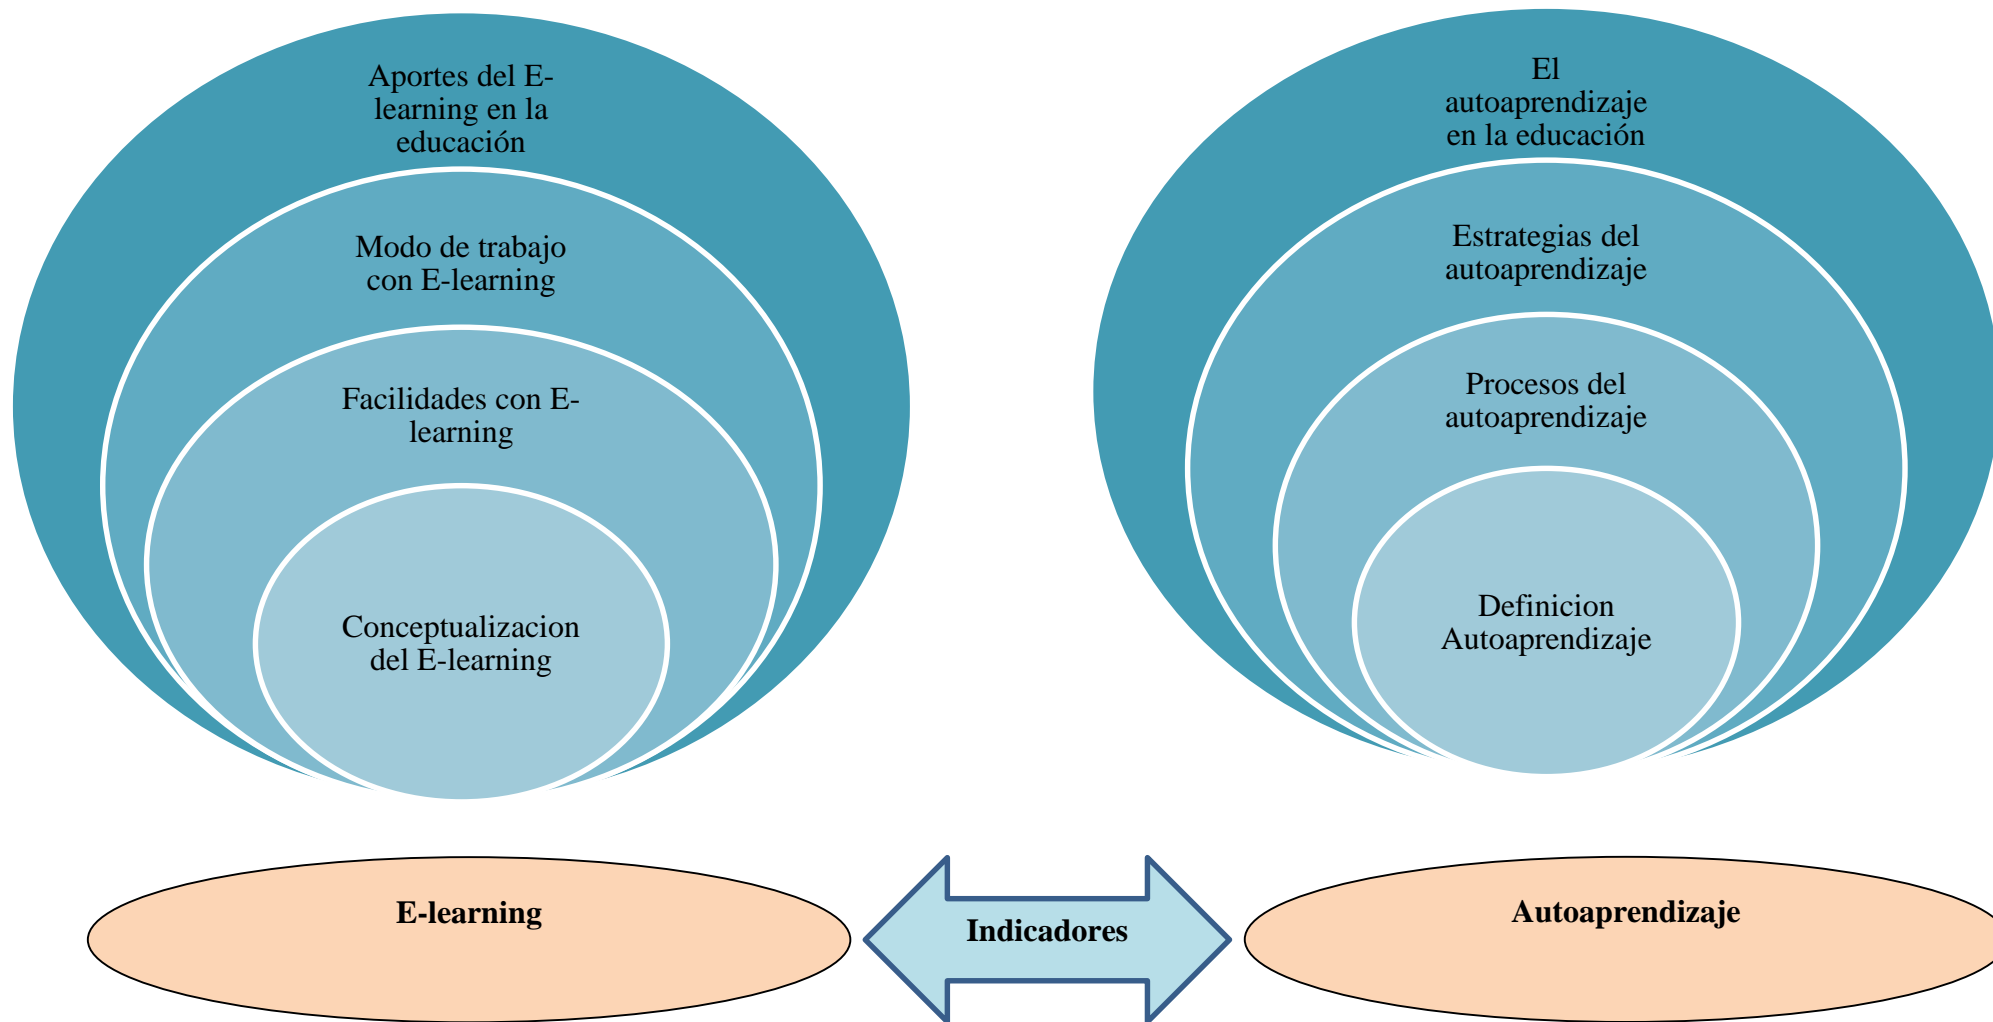 Aportes del E-
learning en la
educación
Modo de trabajo
con E-learning
Facilidades con E-
learning
Conceptualizacion
del E-learning
El
autoaprendizaje
en la educación
Estrategias del
autoaprendizaje
Procesos del
autoaprendizaje
Definicion
Autoaprendizaje
E-learning
Indicadores
Autoaprendizaje